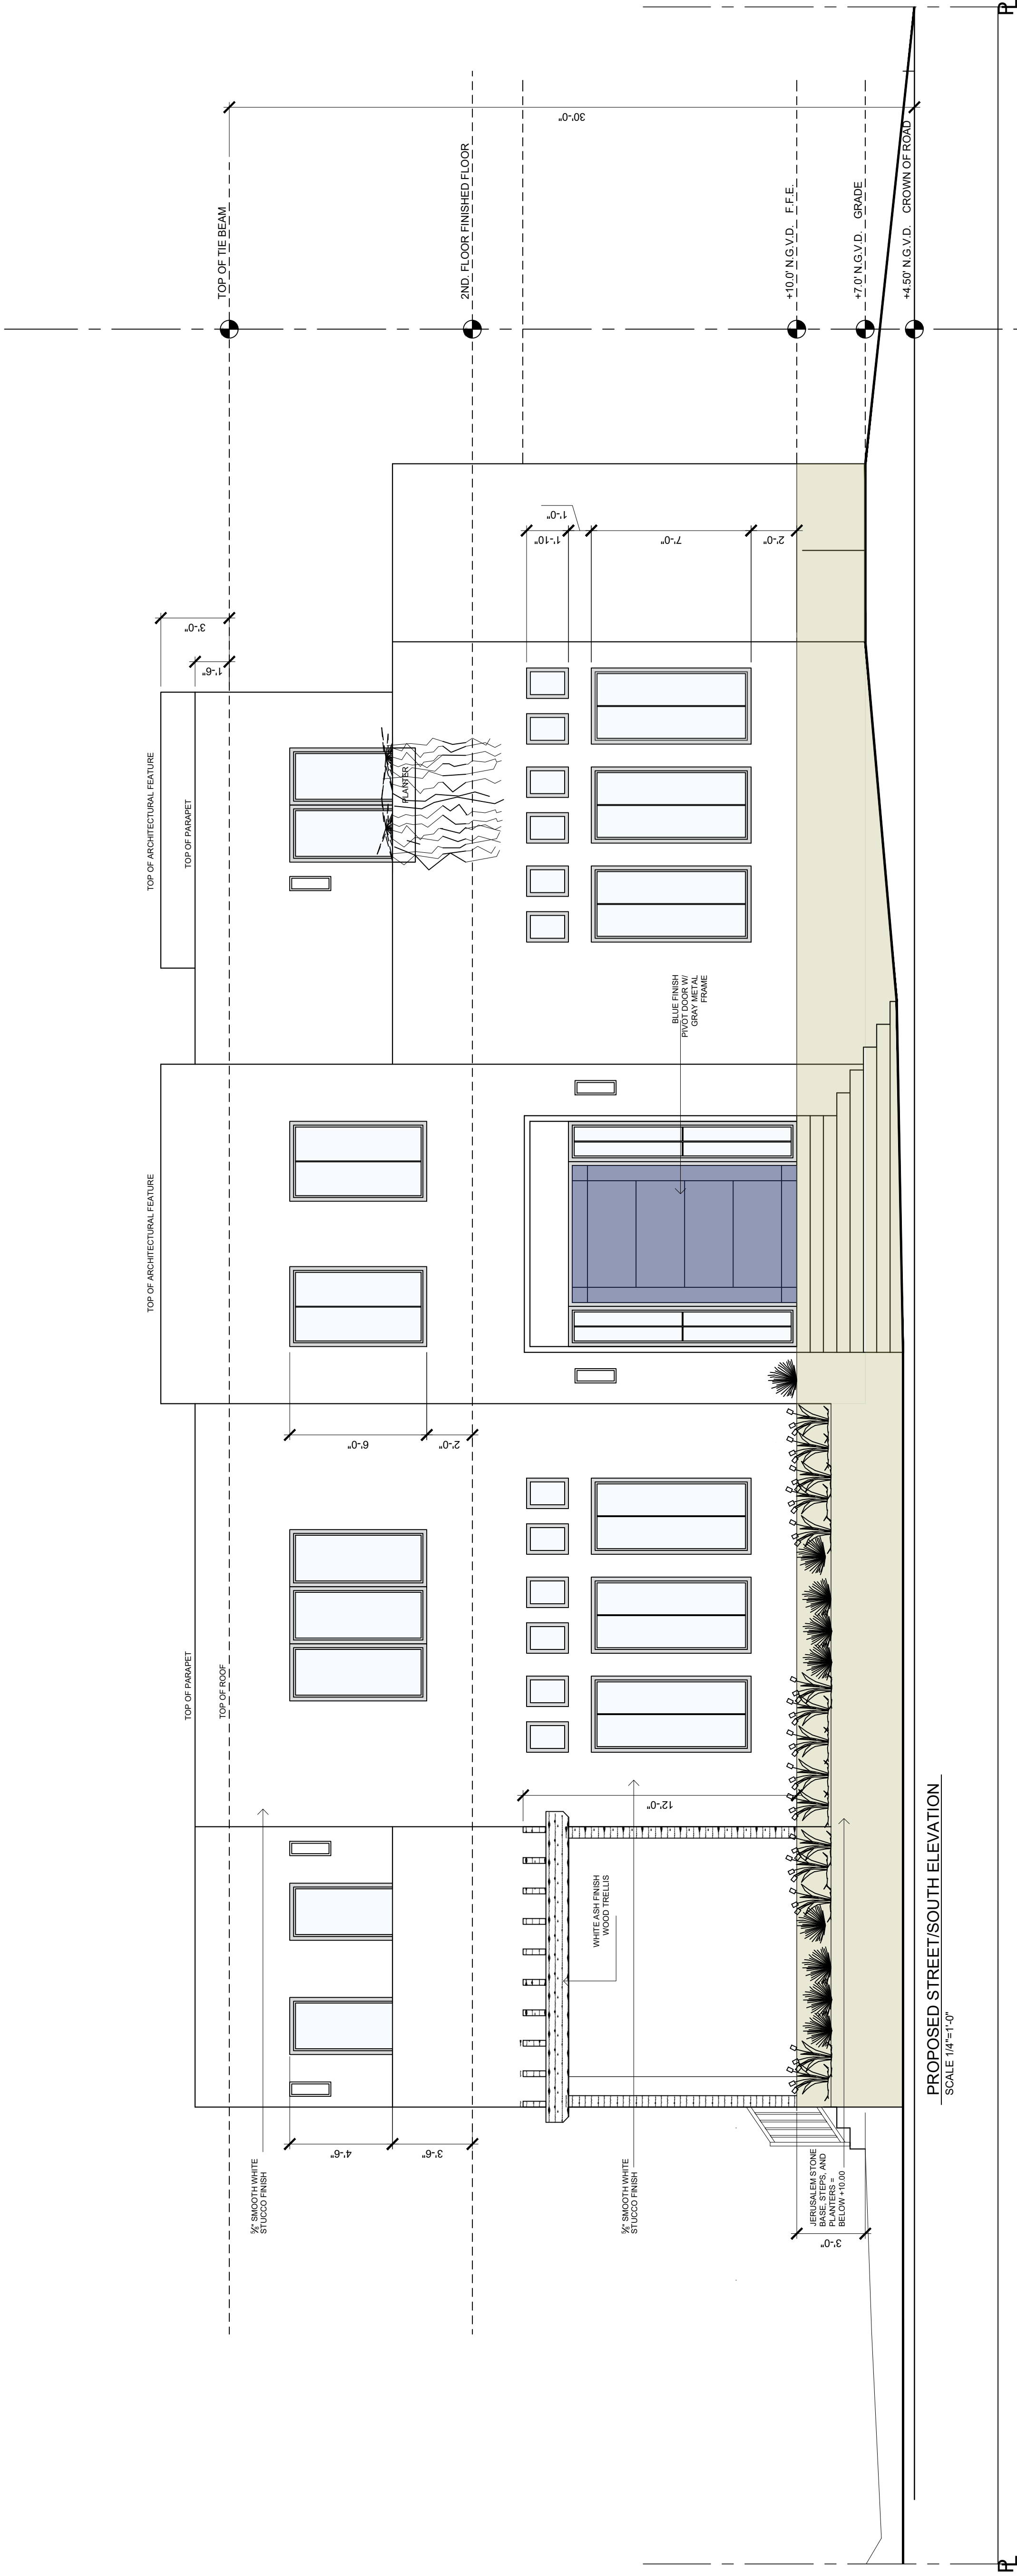 TOP OF ARCHITECTURAL FEATURE
TOP OF ARCHITECTURAL FEATURE
TOP OF PARAPET
TOP OF PARAPET
3'-0"
1'-6"
TOP OF ROOF
TOP OF TIE BEAM
30'-0"
⅝" SMOOTH WHITE
STUCCO FINISH
4'-6"
3'-6"
6'-0"
2'-0"
PLANTER
2ND. FLOOR FINISHED FLOOR
1'-10"
1'-0"
7'-0"
2'-0"
12'-0"
WHITE ASH FINISH
WOOD TRELLIS
⅝" SMOOTH WHITE
STUCCO FINISH
BLUE FINISH
PIVOT DOOR W/
GRAY METAL
FRAME
+10.0' N.G.V.D. F.F.E.
JERUSALEM STONE
BASE, STEPS, AND
PLANTERS =
BELOW +10.00
3'-0"
+7.0' N.G.V.D. GRADE
+4.50' N.G.V.D. CROWN OF ROAD
PROPOSED STREET/SOUTH ELEVATION
SCALE 1/4"=1'-0"
PL
PL